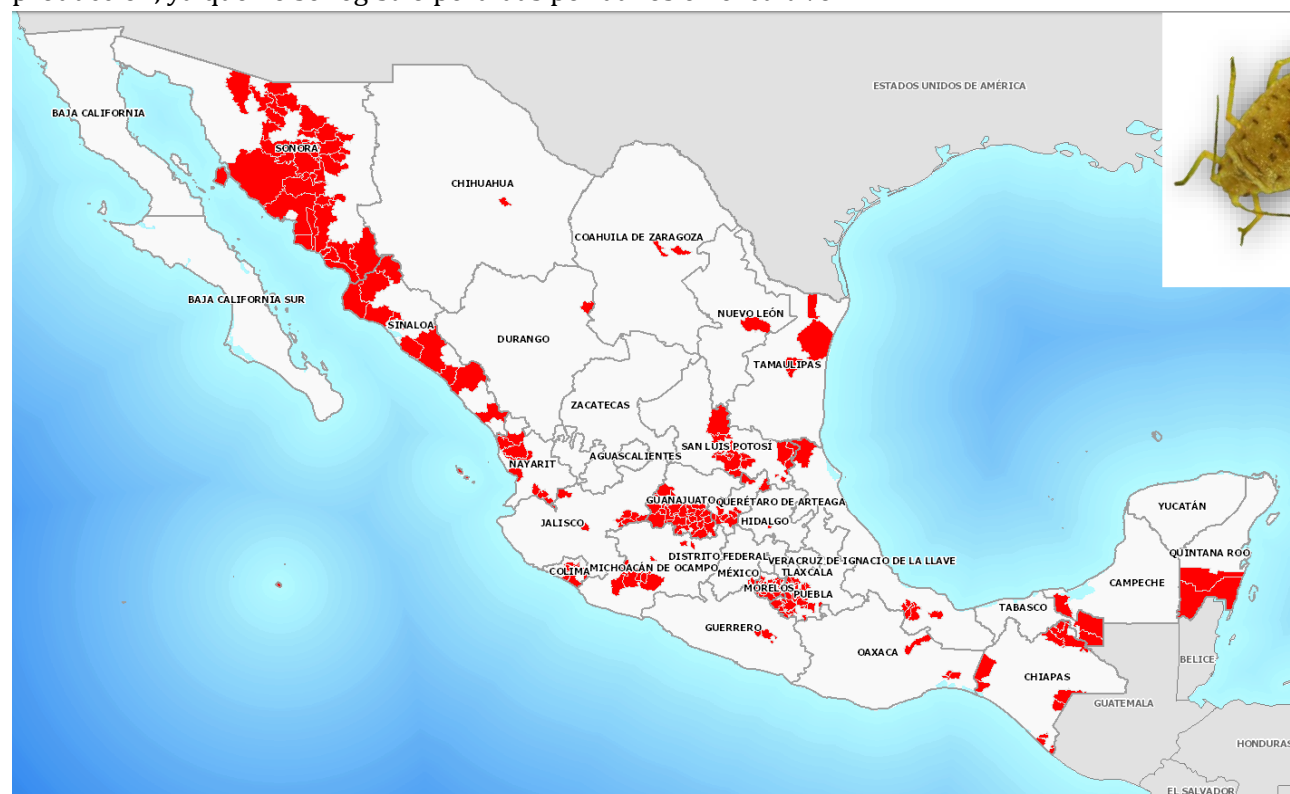 ESTADOS UNIDOS DE AMÉRICA
BAJA CALIFORNIA
SONORA
CHIHUAHUA
COAHUILA DE ZARAGOZA
BAJA CALIFORNIA SUR
NUEVO LEÓN
SINALOA
DURANGO
TAMAULIPAS
ZACATECAS
SAN LUIS POTOSÍ
AGUASCALIENTES
NAYARIT
GUANAJUATO
QUERÉTARO DE ARTEAGA
YUCATÁN
JALISCO
HIDALGO
QUINTANA ROO
DISTRITO FEDERAL
VERACRUZ DE IGNACIO DE LA LLAVE
COLIMA
MICHOACÁN DE OCAMPO
MÉXICO
TLAXCALA
CAMPECHE
MORELOS
PUEBLA
TABASCO
GUERRERO
OAXACA
BELICE
CHIAPAS
GUATEMALA
HONDURAS
EL SALVADOR